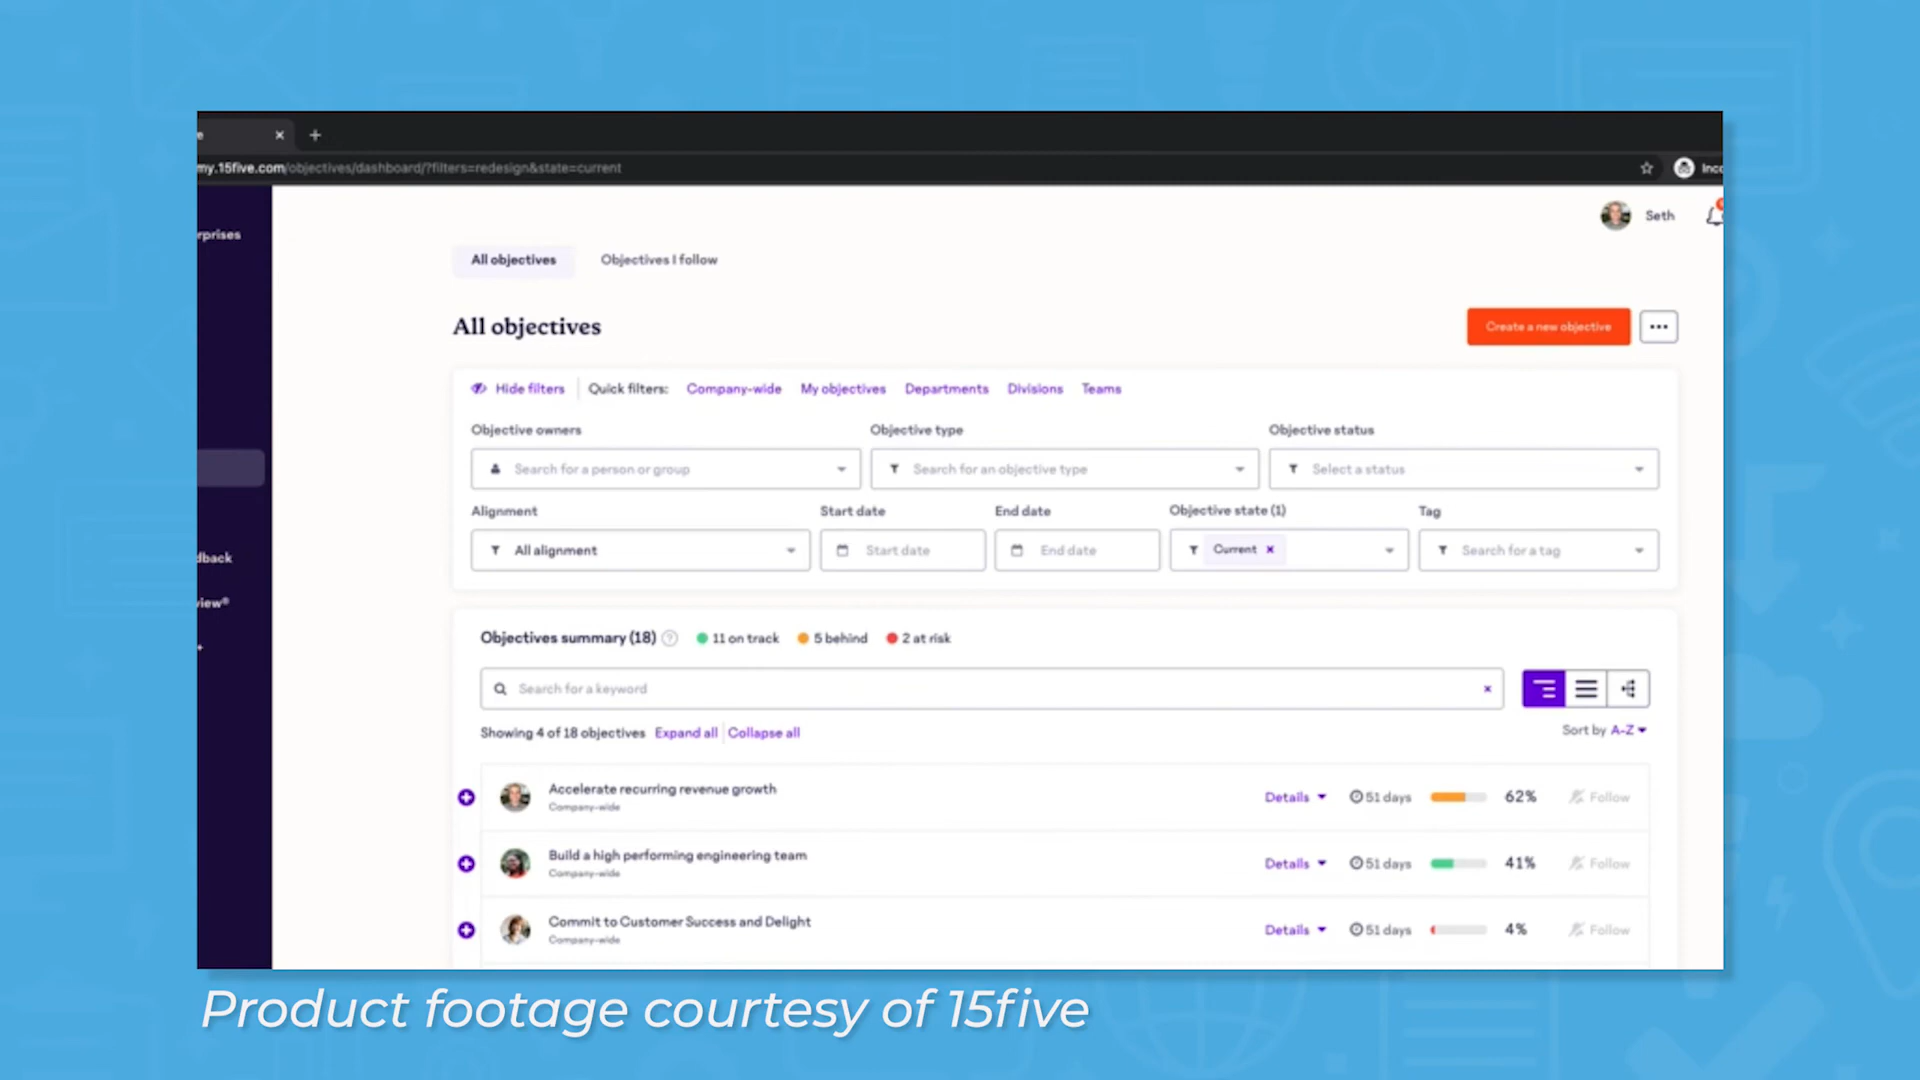 my.15five.com/objectives/dashboard/?filters=redesign&state=current
Seth
rprises
All objectives
Objectives I follow
All objectives
Create a new objective
Hide filters
Quick filters:
Company-wide
My objectives
Departments
Divisions
Teams
Objective owners
Objective type
Objective status
Search for a person or group
Search for an objective type
Select a status
Alignment
Start date
End date
Objective state (1)
Tag
All alignment
Start date
End date
Current
Search for a tag
dback
view®
Objectives summary (18)
11 on track
5 behind
2 at risk
Search for a keyword
Showing 4 of 18 objectives
Expand all
Collapse all
Sort by A-Z
Accelerate recurring revenue growth
Company-wide
Details
51 days
62%
Follow
Build a high performing engineering team
Company-wide
Details
51 days
41%
Follow
Commit to Customer Success and Delight
Company-wide
Details
51 days
4%
Follow
Product footage courtesy of 15five